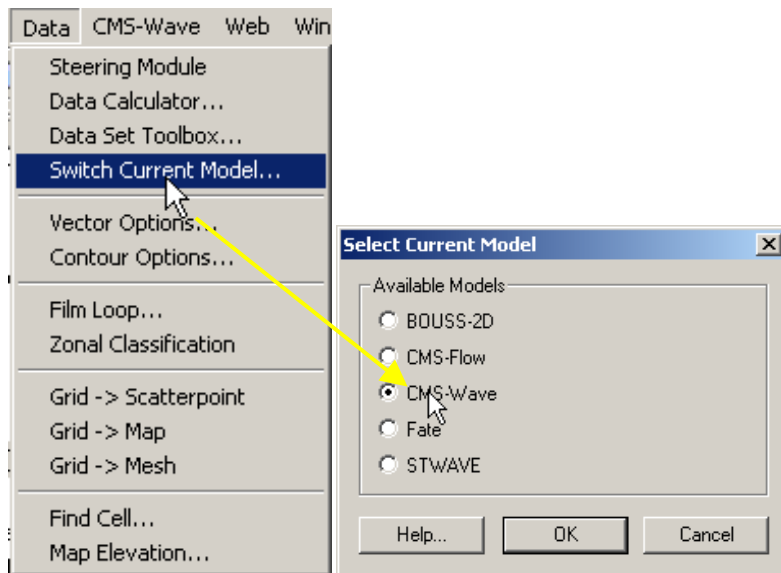 Data CMS-Wave Web Win
Steering Module
Data Calculator...
Data Set Toolbox...
Switch Current Model...
Vector Options...
Contour Options...
Film Loop...
Zonal Classification
Grid -> Scatterpoint
Grid -> Map
Grid -> Mesh
Find Cell...
Map Elevation...
Select Current Model
Available Models
BOUSS-2D
CMS-Flow
CMS-Wave
Fate
STWAVE
Help... OK Cancel